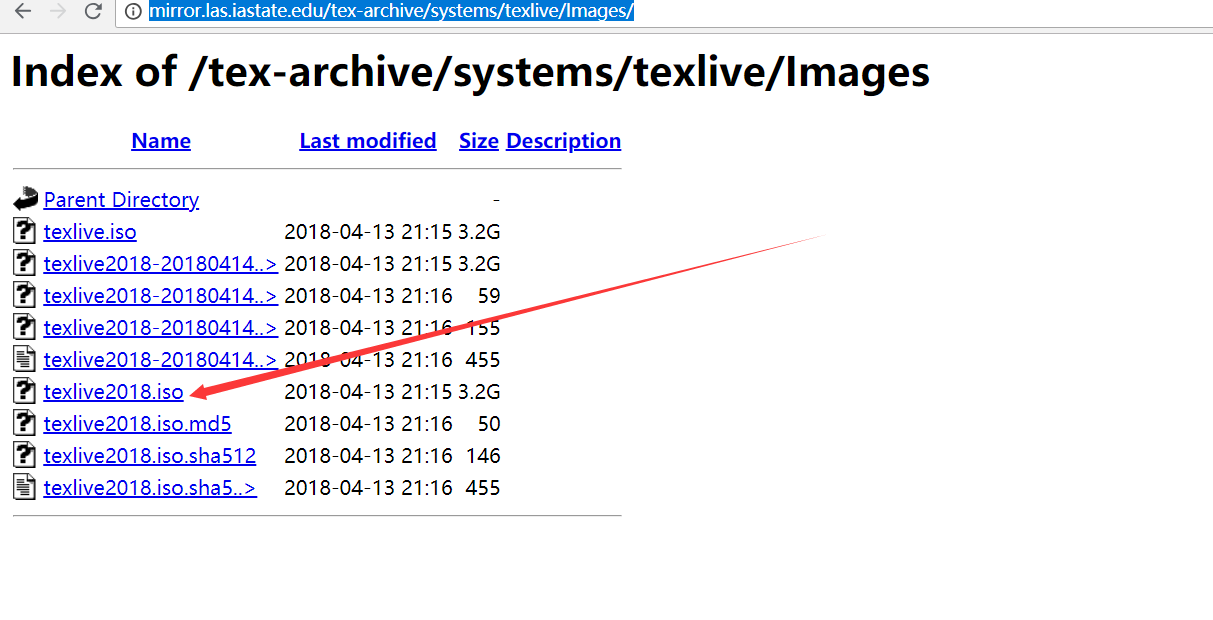 mirror.las.iastate.edu/tex-archive/systems/texlive/Images/
Index of /tex-archive/systems/texlive/Images
Name Last modified Size Description
Parent Directory -
texlive.iso 2018-04-13 21:15 3.2G
texlive2018-20180414..> 2018-04-13 21:15 3.2G
texlive2018-20180414..> 2018-04-13 21:16 59
texlive2018-20180414..> 2018-04-13 21:16 155
texlive2018-20180414..> 2018-04-13 21:16 455
texlive2018.iso 2018-04-13 21:15 3.2G
texlive2018.iso.md5 2018-04-13 21:16 50
texlive2018.iso.sha512 2018-04-13 21:16 146
texlive2018.iso.sha5..> 2018-04-13 21:16 455